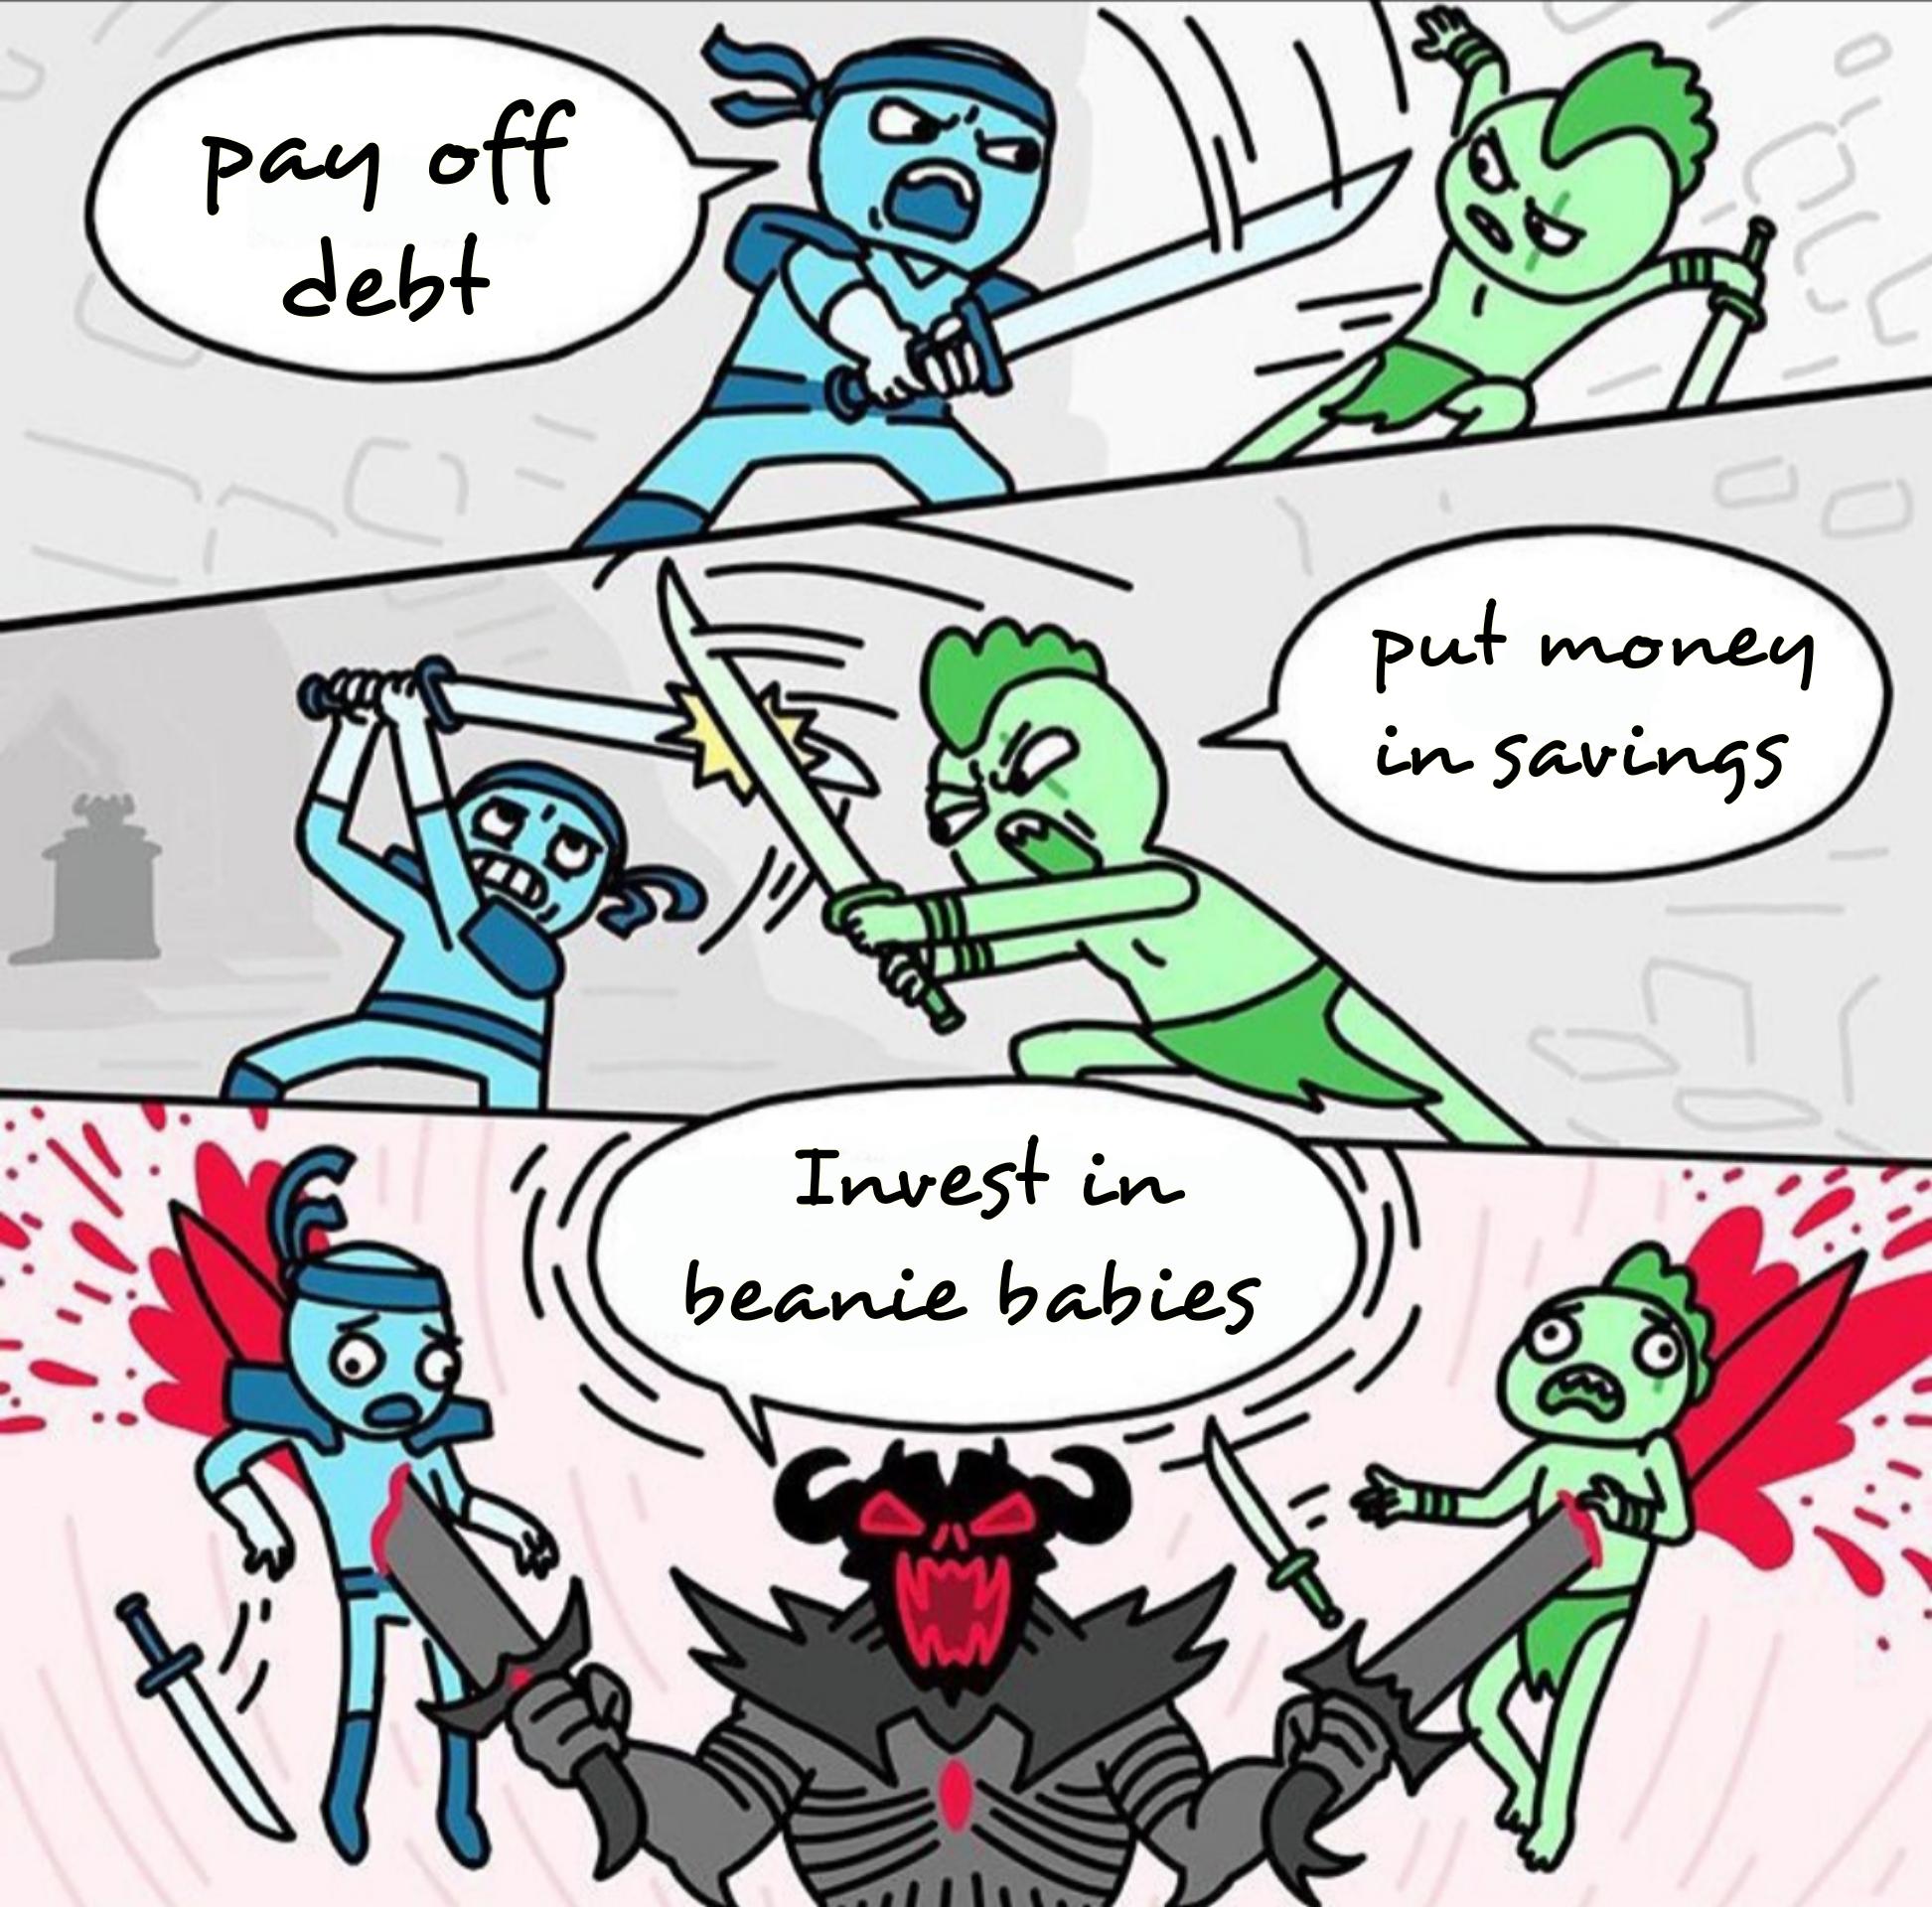 pay off
debt
put money
in savings
Invest in
beanie babies